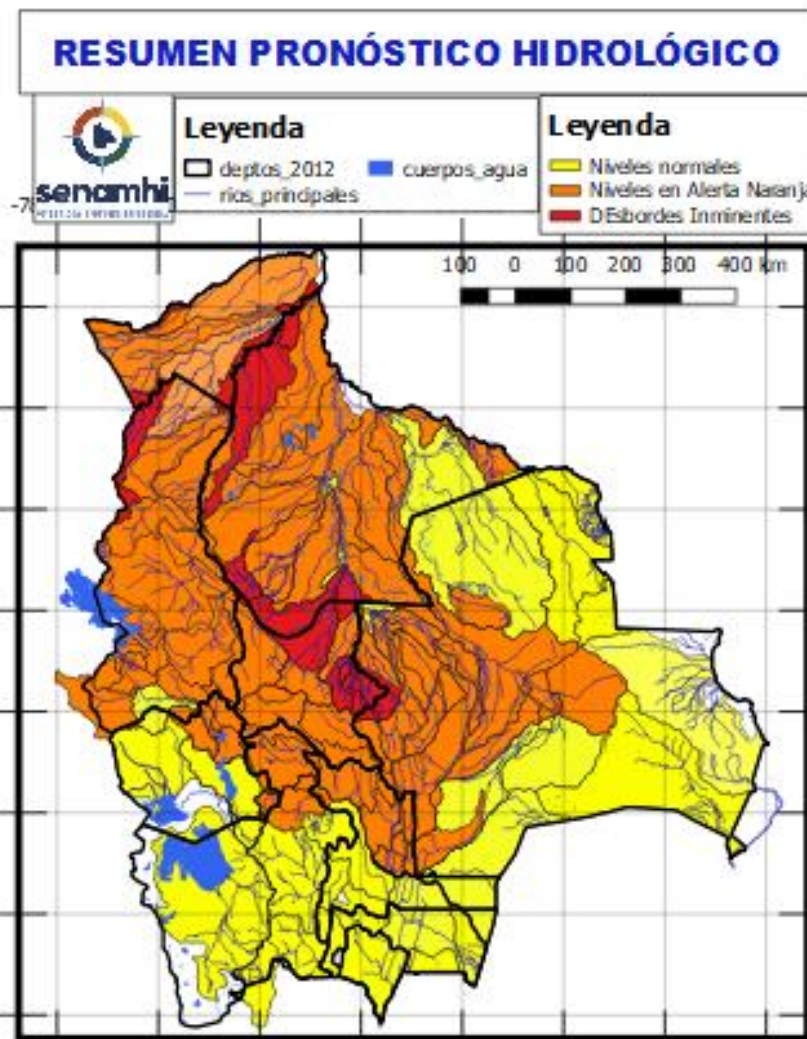 RESUMEN PRONÓSTICO HIDROLÓGICO
senamhi
Leyenda
deptos_2012 cuerpos_agua
rios_principales
Leyenda
Niveles normales
Niveles en Alerta Naranja
DEsbordes Inminentes
100 0 100 200 300 400 km